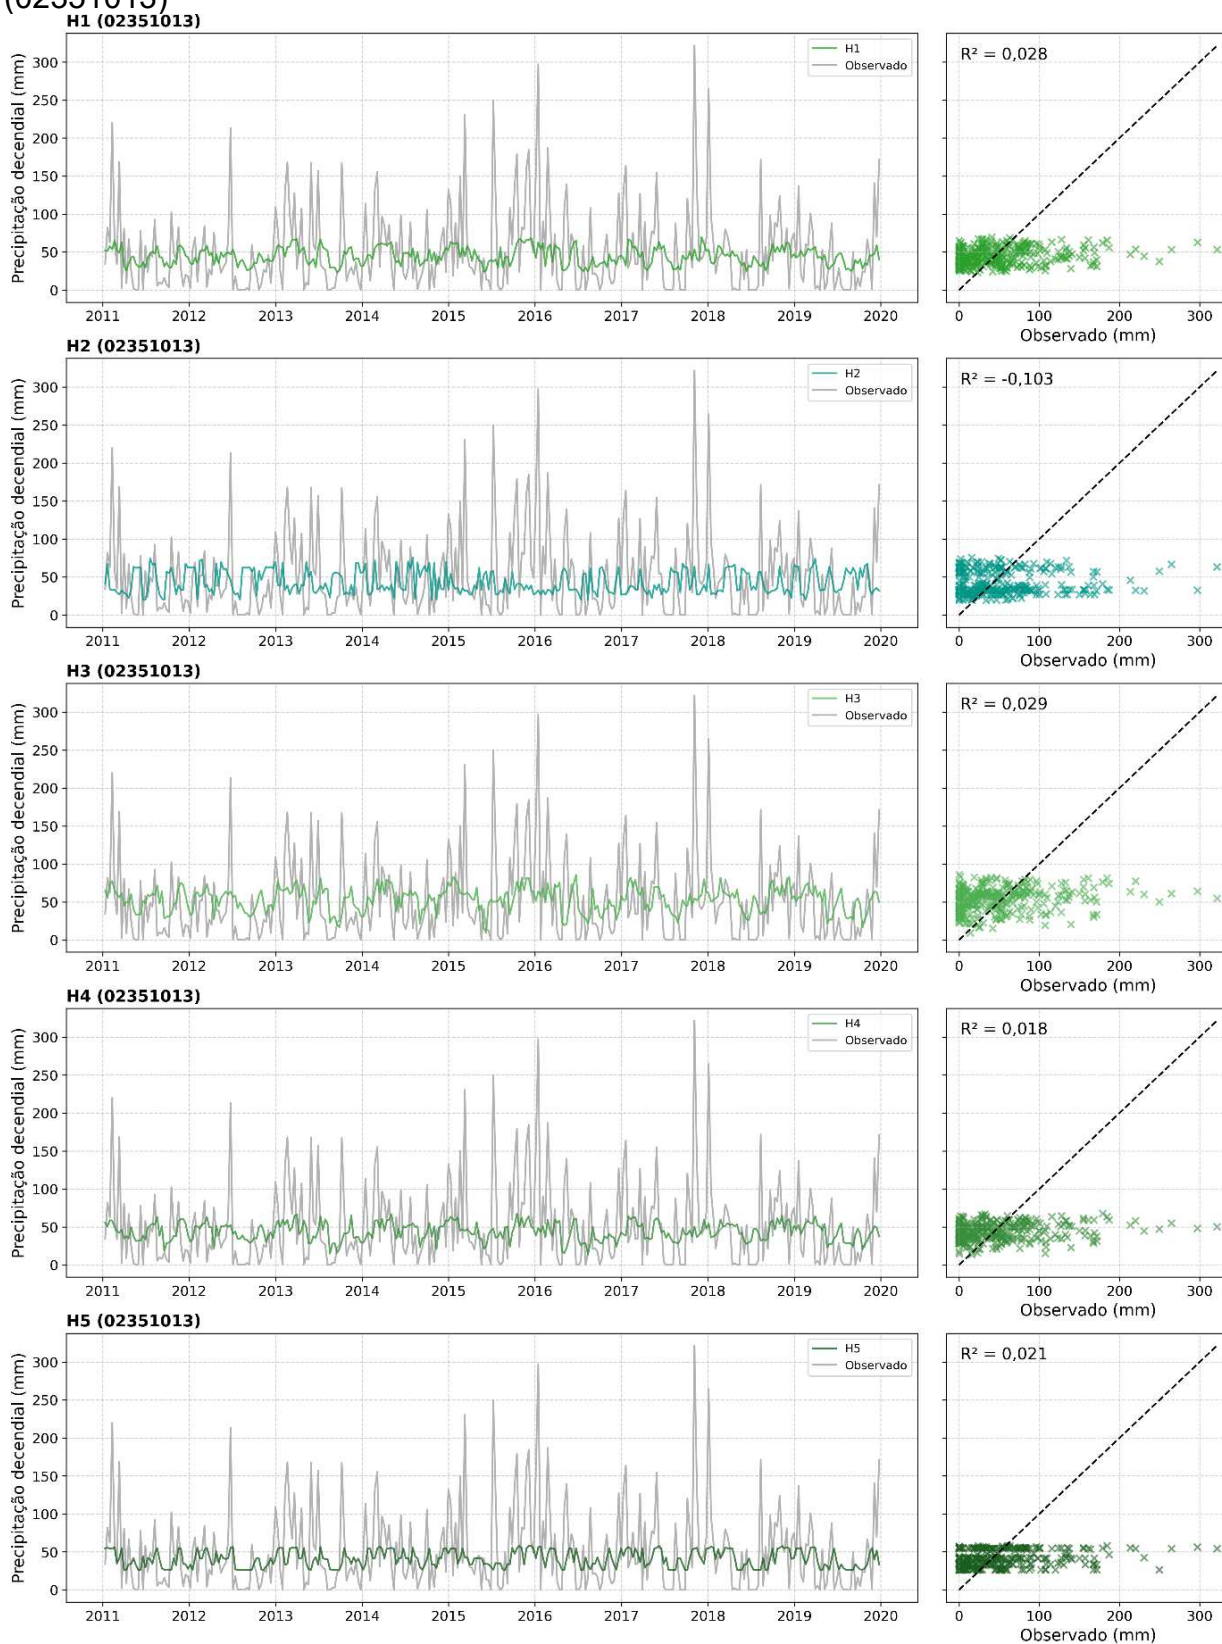 (02351013)
H1 (02351013)
Precipitação decendial (mm)
300
250
200
150
100
50
0
H1
Observado
2011 2012 2013 2014 2015 2016 2017 2018 2019 2020
R² = 0,028
0 100 200 300
Observado (mm)
H2 (02351013)
Precipitação decendial (mm)
300
250
200
150
100
50
0
H2
Observado
2011 2012 2013 2014 2015 2016 2017 2018 2019 2020
R² = -0,103
0 100 200 300
Observado (mm)
H3 (02351013)
Precipitação decendial (mm)
300
250
200
150
100
50
0
H3
Observado
2011 2012 2013 2014 2015 2016 2017 2018 2019 2020
R² = 0,029
0 100 200 300
Observado (mm)
H4 (02351013)
Precipitação decendial (mm)
300
250
200
150
100
50
0
H4
Observado
2011 2012 2013 2014 2015 2016 2017 2018 2019 2020
R² = 0,018
0 100 200 300
Observado (mm)
H5 (02351013)
Precipitação decendial (mm)
300
250
200
150
100
50
0
H5
Observado
2011 2012 2013 2014 2015 2016 2017 2018 2019 2020
R² = 0,021
0 100 200 300
Observado (mm)